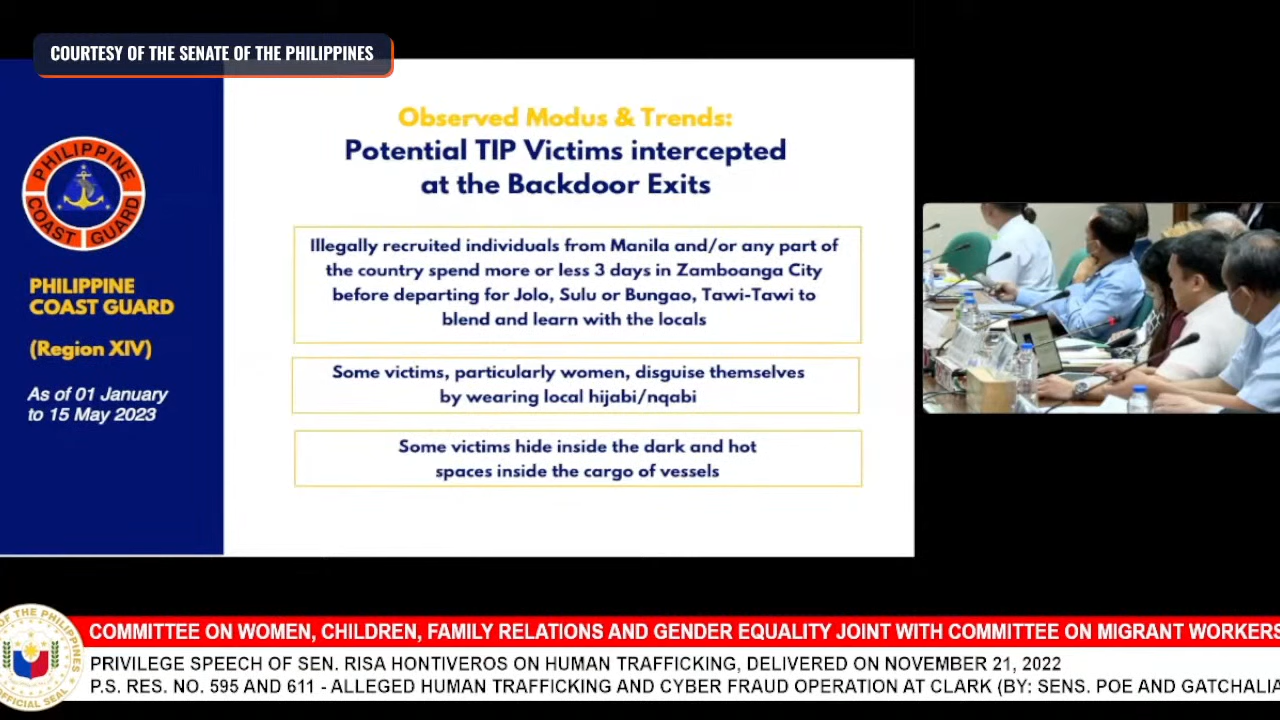 COURTESY OF THE SENATE OF THE PHILIPPINES
Observed Modus & Trends:
Potential TIP Victims intercepted
at the Backdoor Exits
PHILIPPINE
COAST GUARD
PHILIPPINE
COAST GUARD
(Region XIV)
As of 01 January
to 15 May 2023
Illegally recruited individuals from Manila and/or any part of
the country spend more or less 3 days in Zamboanga City
before departing for Jolo, Sulu or Bungao, Tawi-Tawi to
blend and learn with the locals
Some victims, particularly women, disguise themselves
by wearing local hijabi/nqabi
Some victims hide inside the dark and hot
spaces inside the cargo of vessels
OF THE PHILIPPINES
OFFICIAL SEAL
COMMITTEE ON WOMEN, CHILDREN, FAMILY RELATIONS AND GENDER EQUALITY JOINT WITH COMMITTEE ON MIGRANT WORKERS
PRIVILEGE SPEECH OF SEN. RISA HONTIVEROS ON HUMAN TRAFFICKING, DELIVERED ON NOVEMBER 21, 2022
P.S. RES. NO. 595 AND 611 - ALLEGED HUMAN TRAFFICKING AND CYBER FRAUD OPERATION AT CLARK (BY: SENS. POE AND GATCHALIA